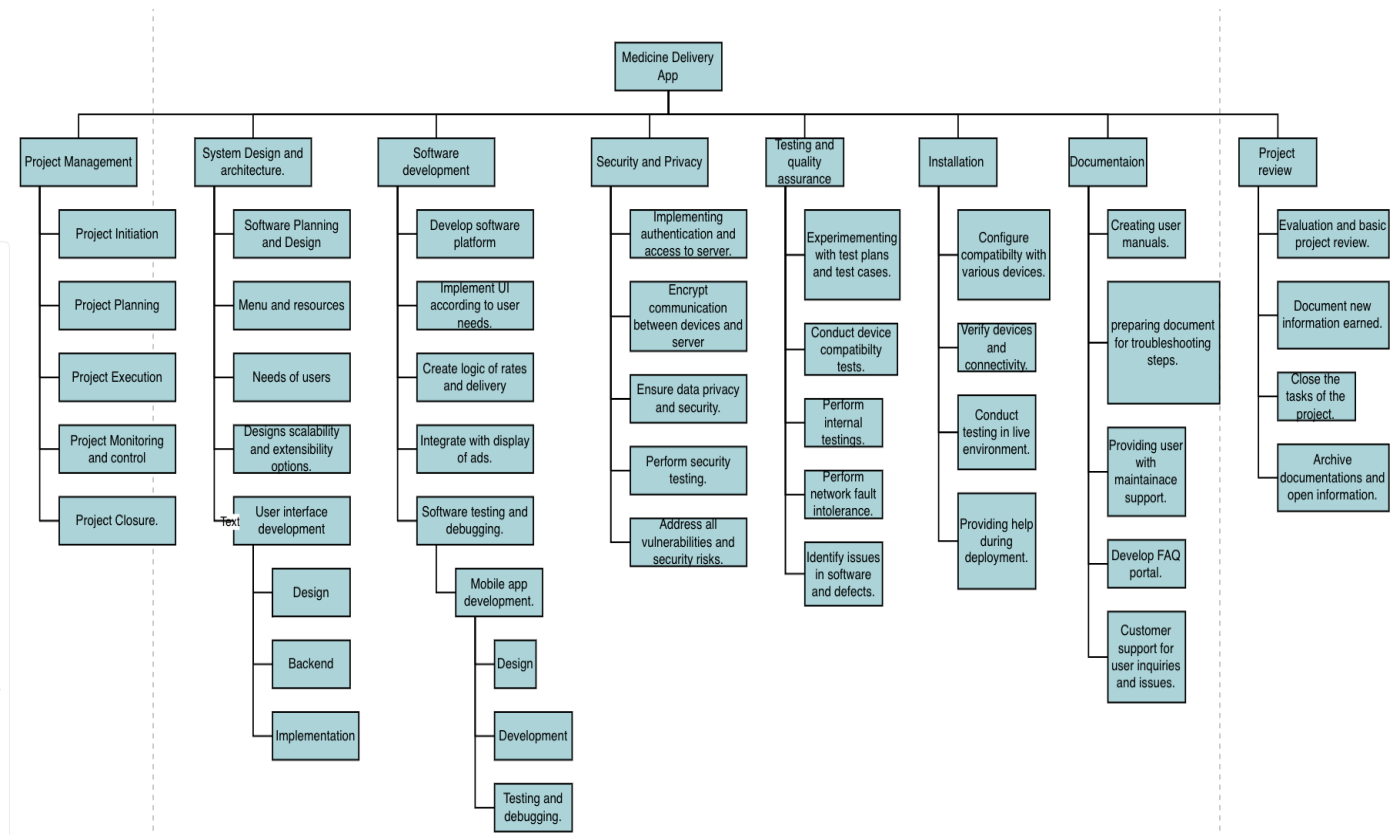 Medicine Delivery
App
Project Management
Project Initiation
Project Planning
Project Execution
Project Monitoring
and control
Project Closure.
System Design and
architecture.
Software Planning
and Design
Menu and resources
Needs of users
Designs scalability
and extensibility
options.
Text
User interface
development
Design
Backend
Implementation
Software
development
Develop software
platform
Implement UI
according to user
needs.
Create logic of rates
and delivery
Integrate with display
of ads.
Software testing and
debugging.
Mobile app
development.
Design
Development
Testing and
debugging.
Security and Privacy
Implementing
authentication and
access to server.
Encrypt
communication
between devices and
server
Ensure data privacy
and security.
Perform security
testing.
Address all
vulnerabilities and
security risks.
Testing and
quality
assurance
Experimementing
with test plans
and test cases.
Conduct device
compatibilty
tests.
Perform
internal
testings.
Perform
network fault
intolerance.
Identify issues
in software
and defects.
Installation
Configure
compatibilty with
various devices.
Verify devices
and
connectivity.
Conduct
testing in live
environment.
Providing help
during
deployment.
Documentaion
Creating user
manuals.
preparing document
for troubleshooting
steps.
Providing user
with
maintainace
support.
Develop FAQ
portal.
Customer
support for
user inquiries
and issues.
Project
review
Evaluation and basic
project review.
Document new
information earned.
Close the
tasks of the
project.
Archive
documentations and
open information.